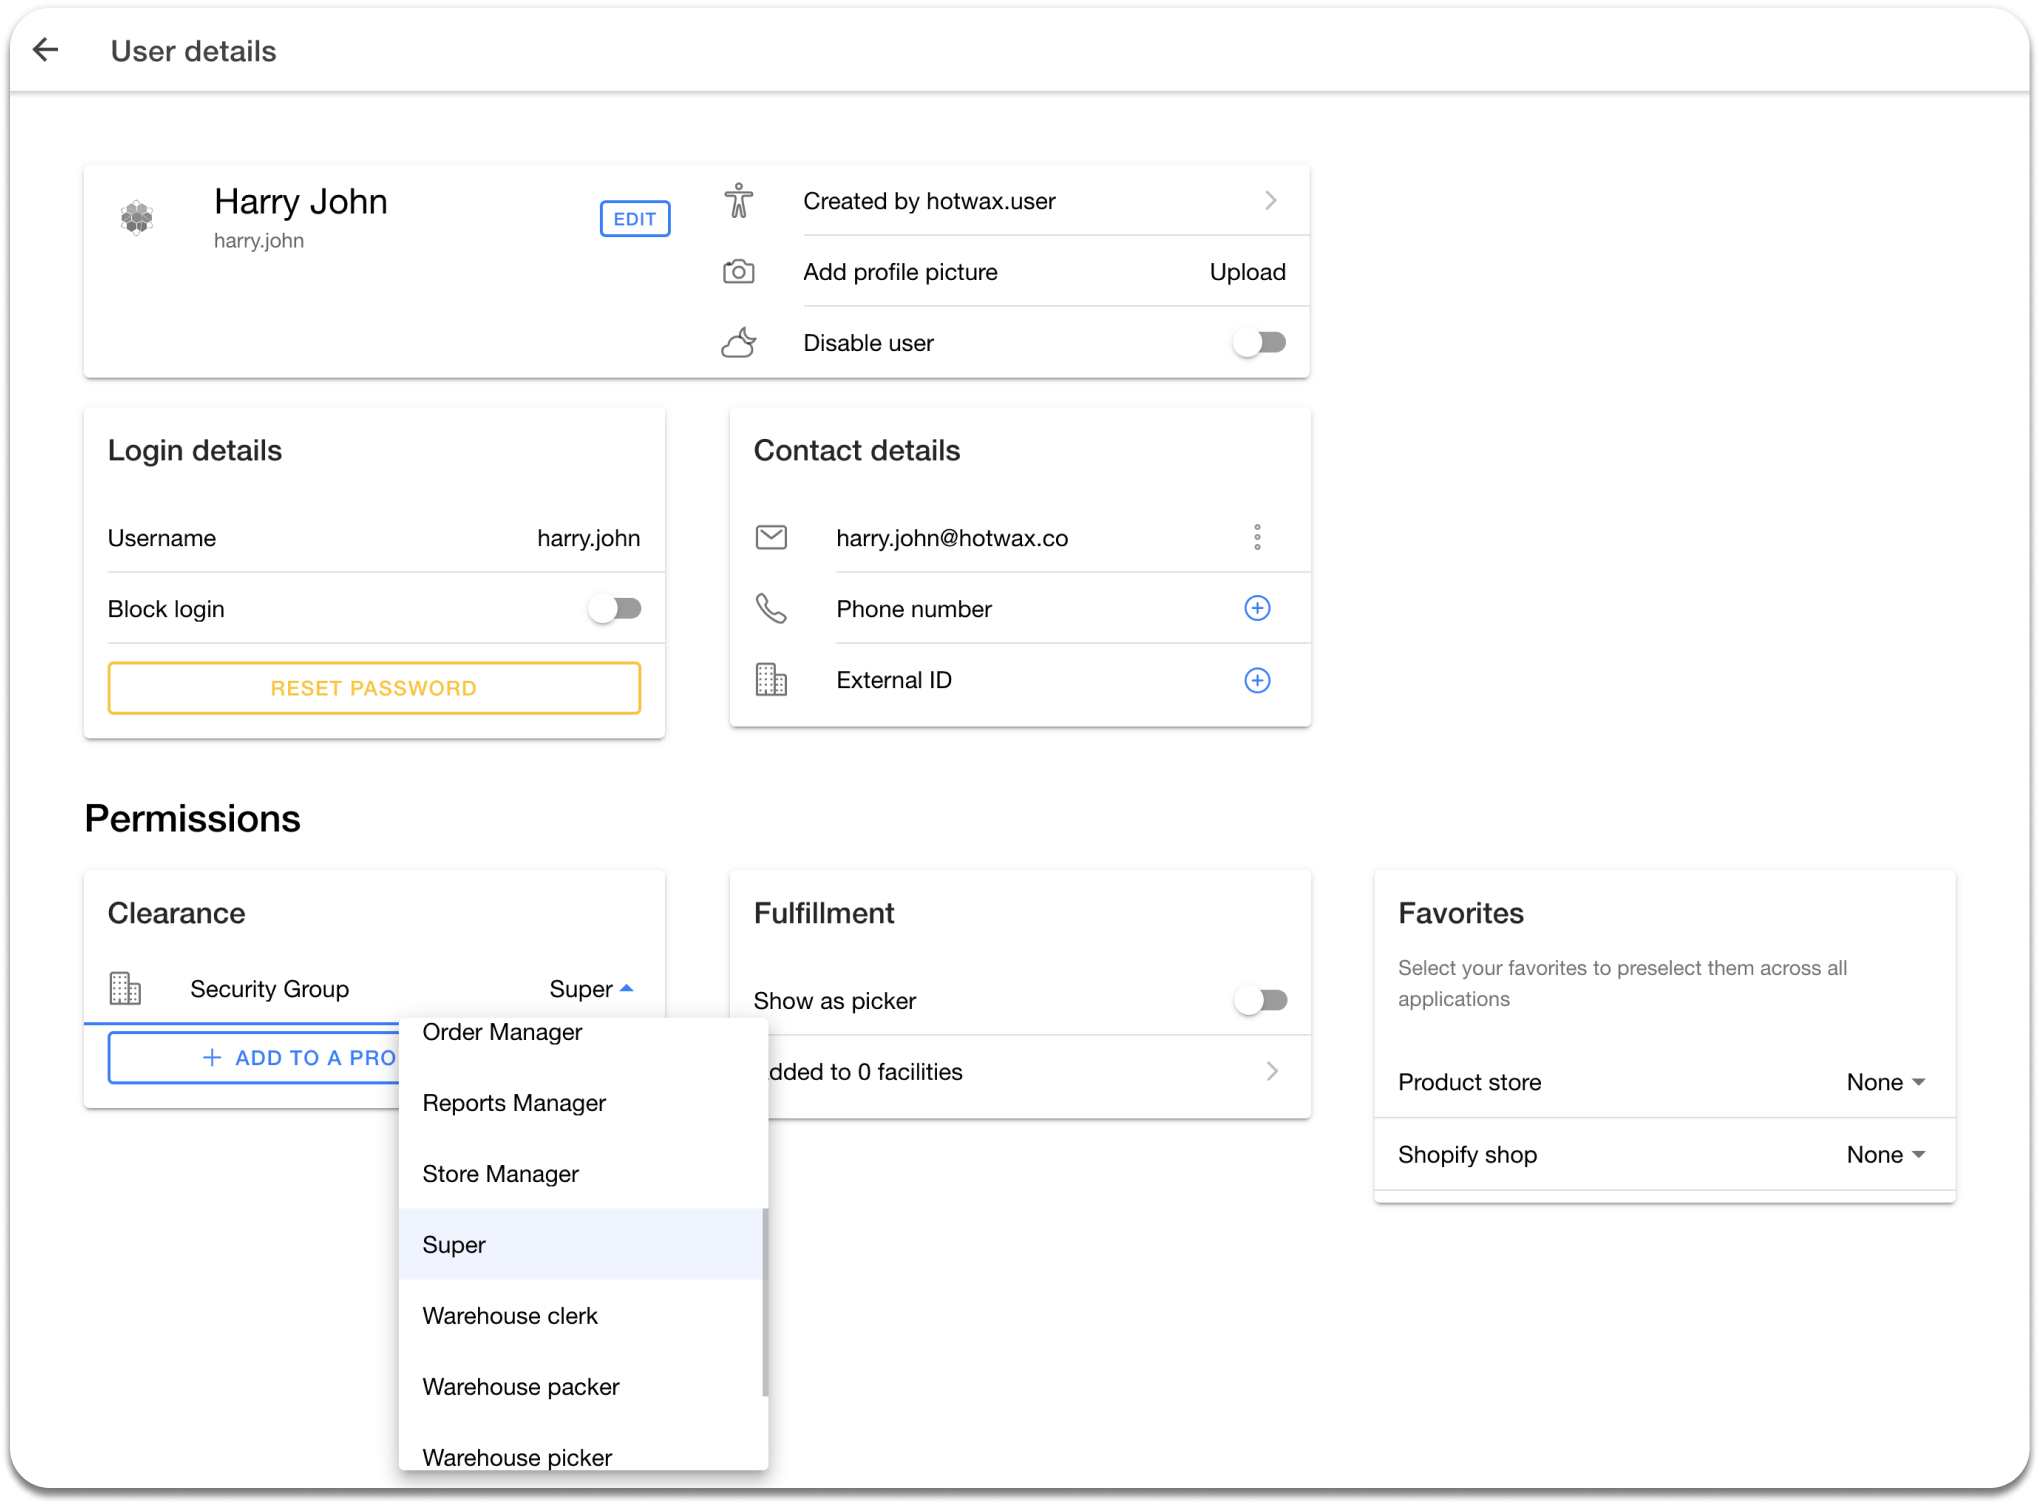 User details
Harry John
harry.john
EDIT
Created by hotwax.user
Add profile picture
Upload
Disable user
Login details
Username
harry.john
Block login
RESET PASSWORD
Contact details
harry.john@hotwax.co
Phone number
External ID
Permissions
Clearance
Security Group
Super
ADD TO A PRO
Order Manager
Reports Manager
Store Manager
Super
Warehouse clerk
Warehouse packer
Warehouse picker
Fulfillment
Show as picker
dded to 0 facilities
Favorites
Select your favorites to preselect them across all
applications
Product store
None
Shopify shop
None